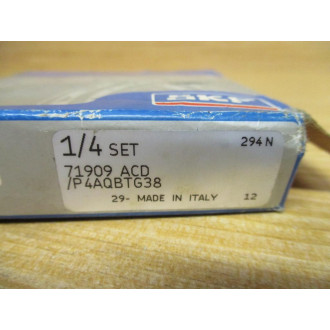 SKF
1/4 SET
294 N
71909 ACD
/P4AQBTG38
29- MADE IN ITALY 12